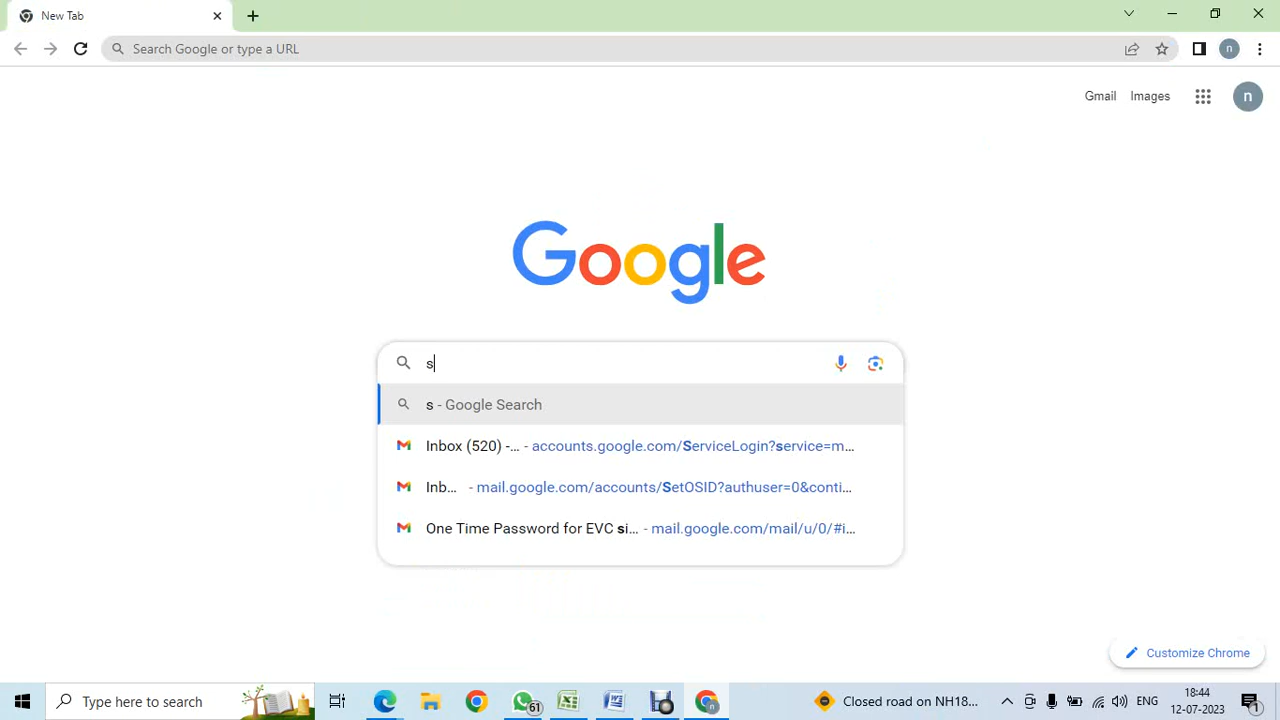 New Tab
Search Google or type a URL
n
Gmail Images
n
Google
s
s - Google Search
Inbox (520) -... - accounts.google.com/ServiceLogin?service=m...
Inb... - mail.google.com/accounts/SetOSID?authuser=0&conti...
One Time Password for EVC si... - mail.google.com/mail/u/0/#i...
Customize Chrome
Type here to search
61
n
Closed road on NH18...
ENG
18:44
12-07-2023
1